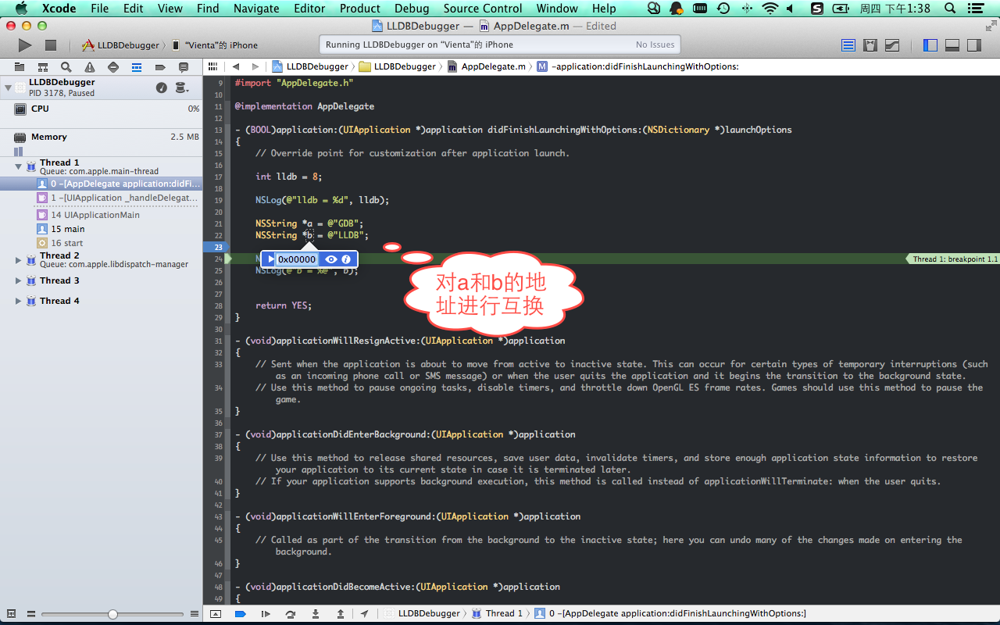 Xcode File Edit View Find Navigate Editor Product Debug Source Control Window Help 周四 下午1:38
LLDBDebugger — AppDelegate.m — Edited
LLDBDebugger 〉 “Vienta”的 iPhone
Running LLDBDebugger on “Vienta”的 iPhone No Issues
LLDBDebugger 〉 LLDBDebugger 〉 AppDelegate.m 〉 M -application:didFinishLaunchingWithOptions:
LLDBDebugger
PID 3178, Paused
CPU 0%
Memory 2.5 MB
Thread 1
Queue: com.apple.main-thread
0 -[AppDelegate application:didFi...
1 -[UIApplication _handleDelegat...
14 UIApplicationMain
15 main
16 start
Thread 2
Queue: com.apple.libdispatch-manager
Thread 3
Thread 4
9 #import "AppDelegate.h"
10
11 @implementation AppDelegate
12
13 - (BOOL)application:(UIApplication *)application didFinishLaunchingWithOptions:(NSDictionary *)launchOptions
14 {
15 // Override point for customization after application launch.
16
17 int lldb = 8;
18
19 NSLog(@"lldb = %d", lldb);
20
21 NSString *a = @"GDB";
22 NSString *b = @"LLDB";
23
24 N Thread 1: breakpoint 1.1
0x00000
25 NSLog(@"b = %@", b);
26
27
28 return YES;
29 }
30
对a和b的地
址进行互换
31 - (void)applicationWillResignActive:(UIApplication *)application
32 {
33 // Sent when the application is about to move from active to inactive state. This can occur for certain types of temporary interruptions (such
as an incoming phone call or SMS message) or when the user quits the application and it begins the transition to the background state.
34 // Use this method to pause ongoing tasks, disable timers, and throttle down OpenGL ES frame rates. Games should use this method to pause the
game.
35 }
36
37 - (void)applicationDidEnterBackground:(UIApplication *)application
38 {
39 // Use this method to release shared resources, save user data, invalidate timers, and store enough application state information to restore
your application to its current state in case it is terminated later.
40 // If your application supports background execution, this method is called instead of applicationWillTerminate: when the user quits.
41 }
42
43 - (void)applicationWillEnterForeground:(UIApplication *)application
44 {
45 // Called as part of the transition from the background to the inactive state; here you can undo many of the changes made on entering the
background.
46 }
47
48 - (void)applicationDidBecomeActive:(UIApplication *)application
49 {
LLDBDebugger 〉 Thread 1 〉 0 -[AppDelegate application:didFinishLaunchingWithOptions:]